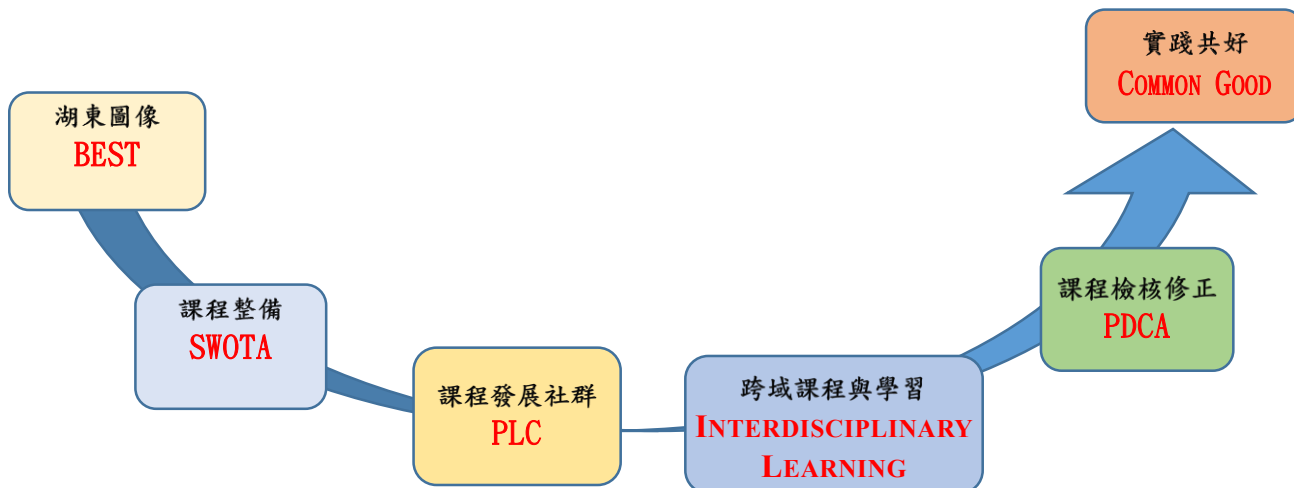 湖東圖像
BEST
課程整備
SWOTA
課程發展社群
PLC
跨域課程與學習
INTERDISCIPLINARY
LEARNING
課程檢核修正
PDCA
實踐共好
COMMON GOOD